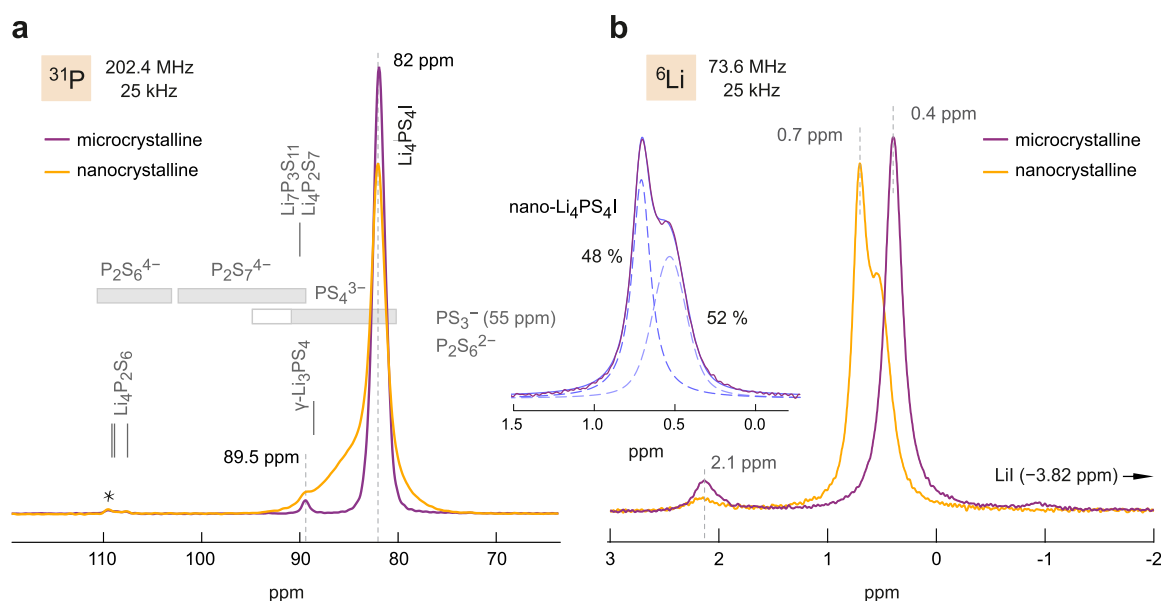 a
³¹P
202.4 MHz
25 kHz
microcrystalline
nanocrystalline
82 ppm
Li₄PS₄I
Li₇P₃S₁₁
Li₄P₂S₇
P₂S₆⁴⁻
P₂S₇⁴⁻
PS₄³⁻
PS₃⁻ (55 ppm)
P₂S₆²⁻
Li₄P₂S₆
γ-Li₃PS₄
89.5 ppm
*
110
100
90
80
70
ppm
b
⁶Li
73.6 MHz
25 kHz
0.7 ppm
0.4 ppm
microcrystalline
nanocrystalline
nano-Li₄PS₄I
48 %
52 %
1.5
1.0
0.5
0.0
ppm
2.1 ppm
LiI (−3.82 ppm)
3
2
1
0
-1
-2
ppm